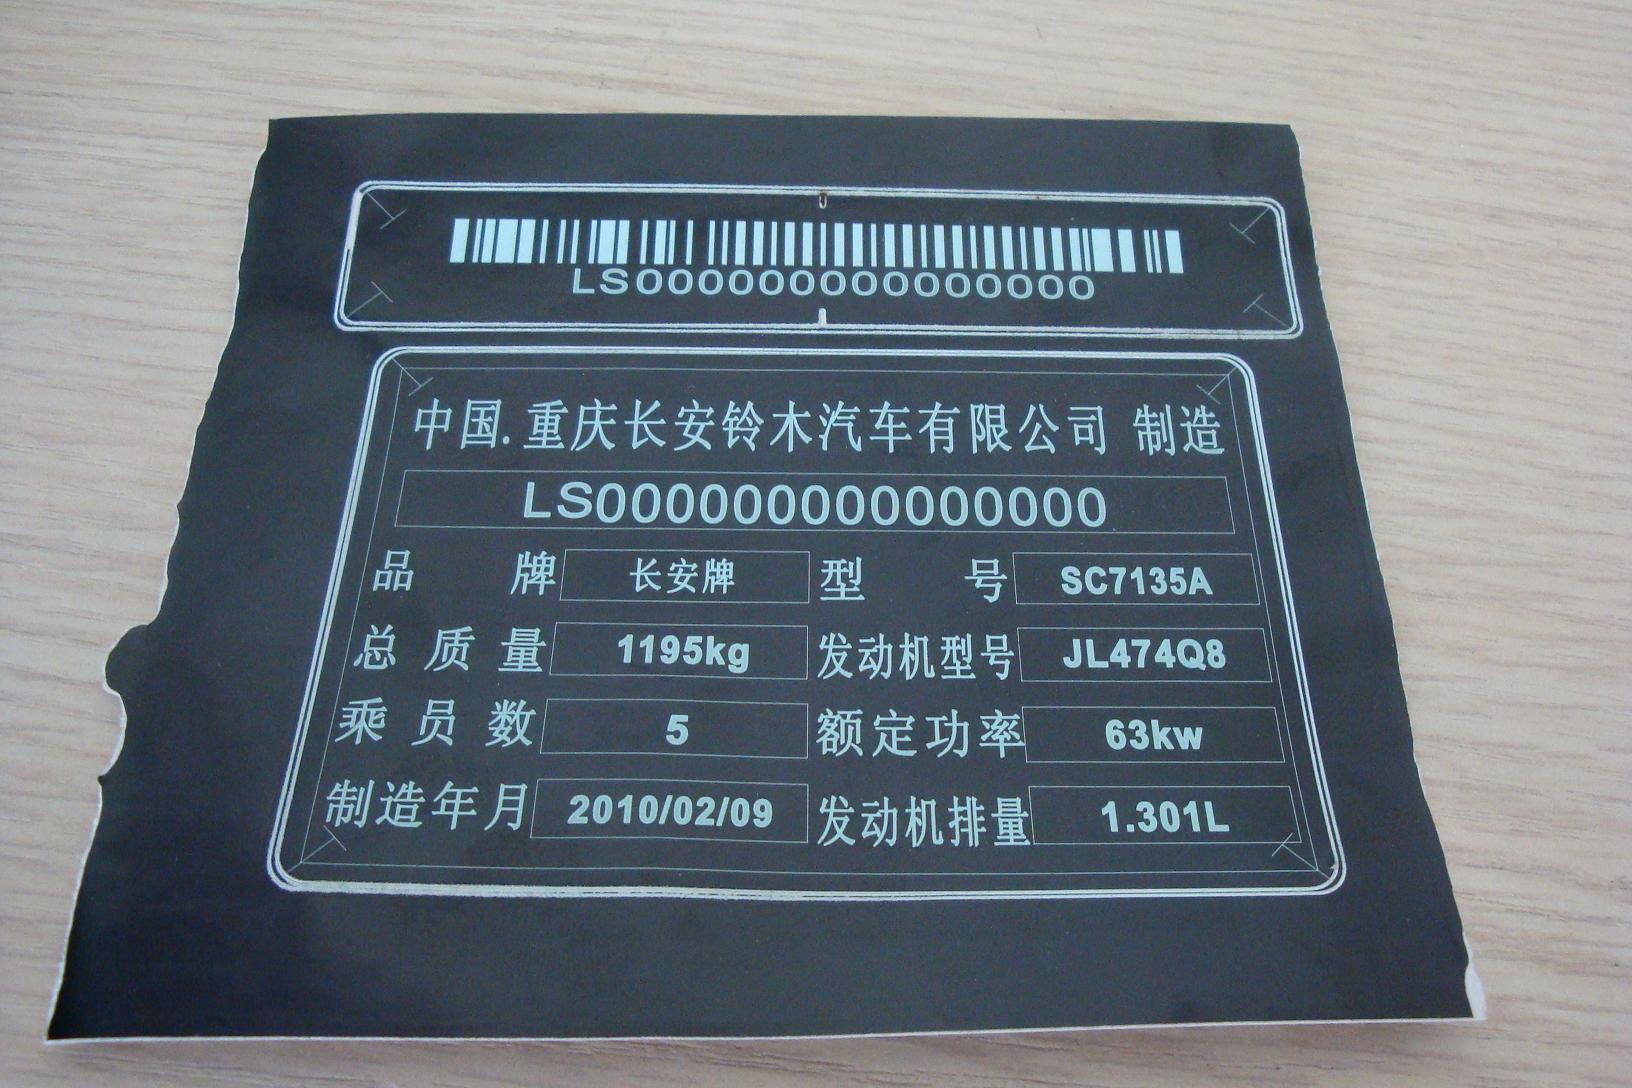 LS000000000000000
中国.重庆长安铃木汽车有限公司 制造
LS000000000000000
品 牌 长安牌 型 号 SC7135A
总质量 1195kg 发动机型号 JL474Q8
乘员数 5 额定功率 63kw
制造年月 2010/02/09 发动机排量 1.301L